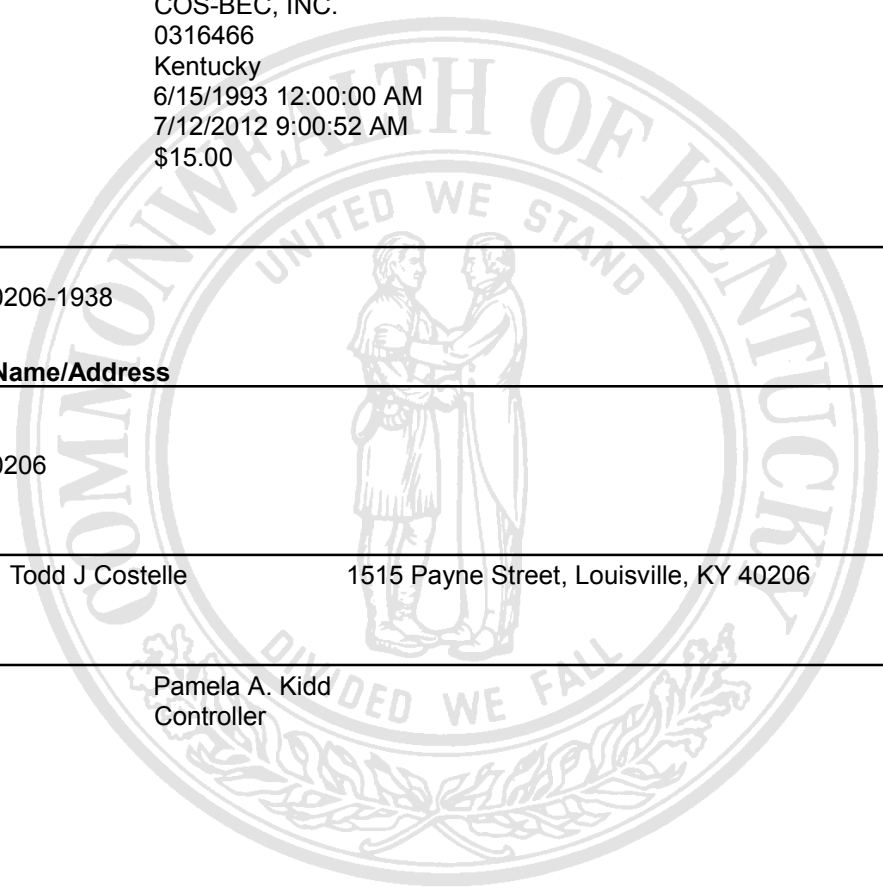 COS-BEC, INC.
0316466
Kentucky
6/15/1993 12:00:00 AM
7/12/2012 9:00:52 AM
$15.00
0206-1938
Name/Address
0206
Todd J Costelle 1515 Payne Street, Louisville, KY 40206
Pamela A. Kidd
Controller
COMMONWEALTH OF KENTUCKY
UNITED WE STAND
DIVIDED WE FALL